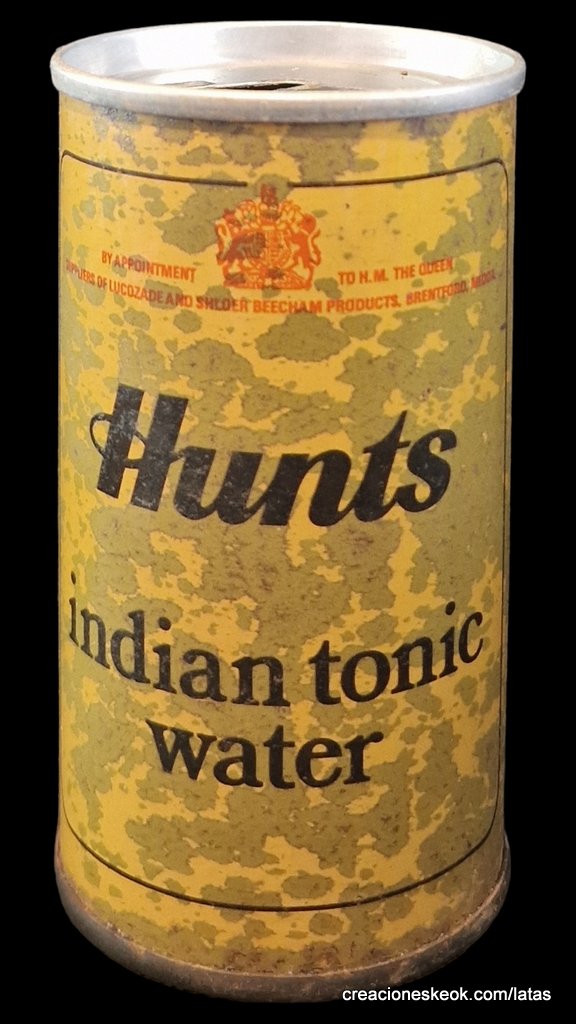 BY APPOINTMENT TO H.M. THE QUEEN
SUPPLIERS OF LUCOZADE AND SHLOER BEECHAM PRODUCTS, BRENTFORD, MIDDX.
Hunts
indian tonic
water
creacioneskeok.com/latas